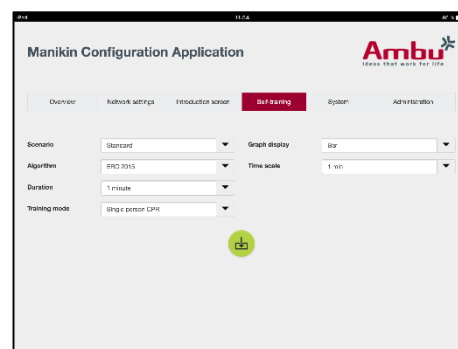 iPad 11:04
Manikin Configuration Application
Ambu
Ideas that work for life
Overview Network settings Introduction screen Self-training System Administration
Scenario Standard Graph display Bar
Algorithm ERC 2015 Time scale 1 min
Duration 1 minute
Training mode Single person CPR